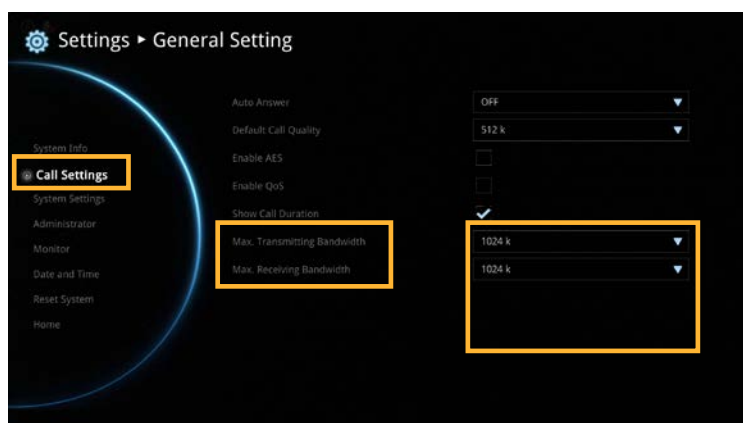 Settings ▸ General Setting
System Info
Call Settings
System Settings
Administrator
Monitor
Date and Time
Reset System
Home
Auto Answer OFF
Default Call Quality 512 k
Enable AES
Enable QoS
Show Call Duration
Max. Transmitting Bandwidth 1024 k
Max. Receiving Bandwidth 1024 k